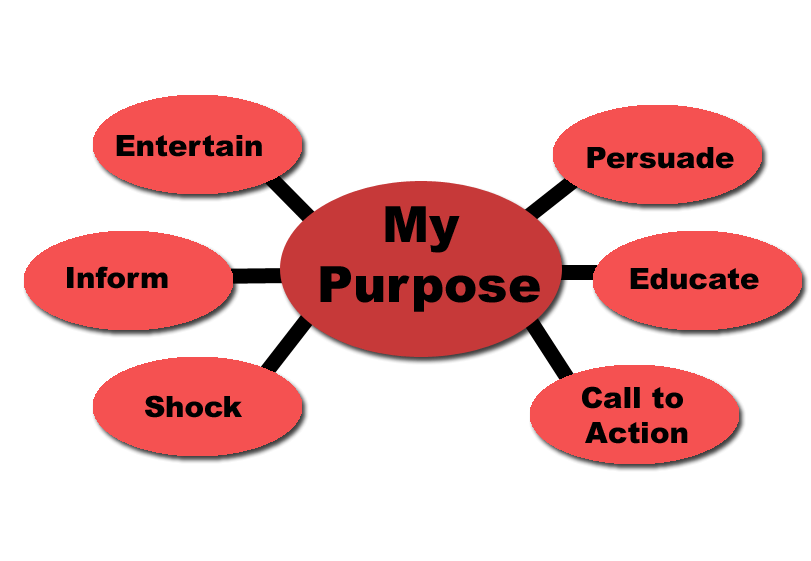 Entertain
Persuade
My
Purpose
Inform
Educate
Shock
Call to
Action